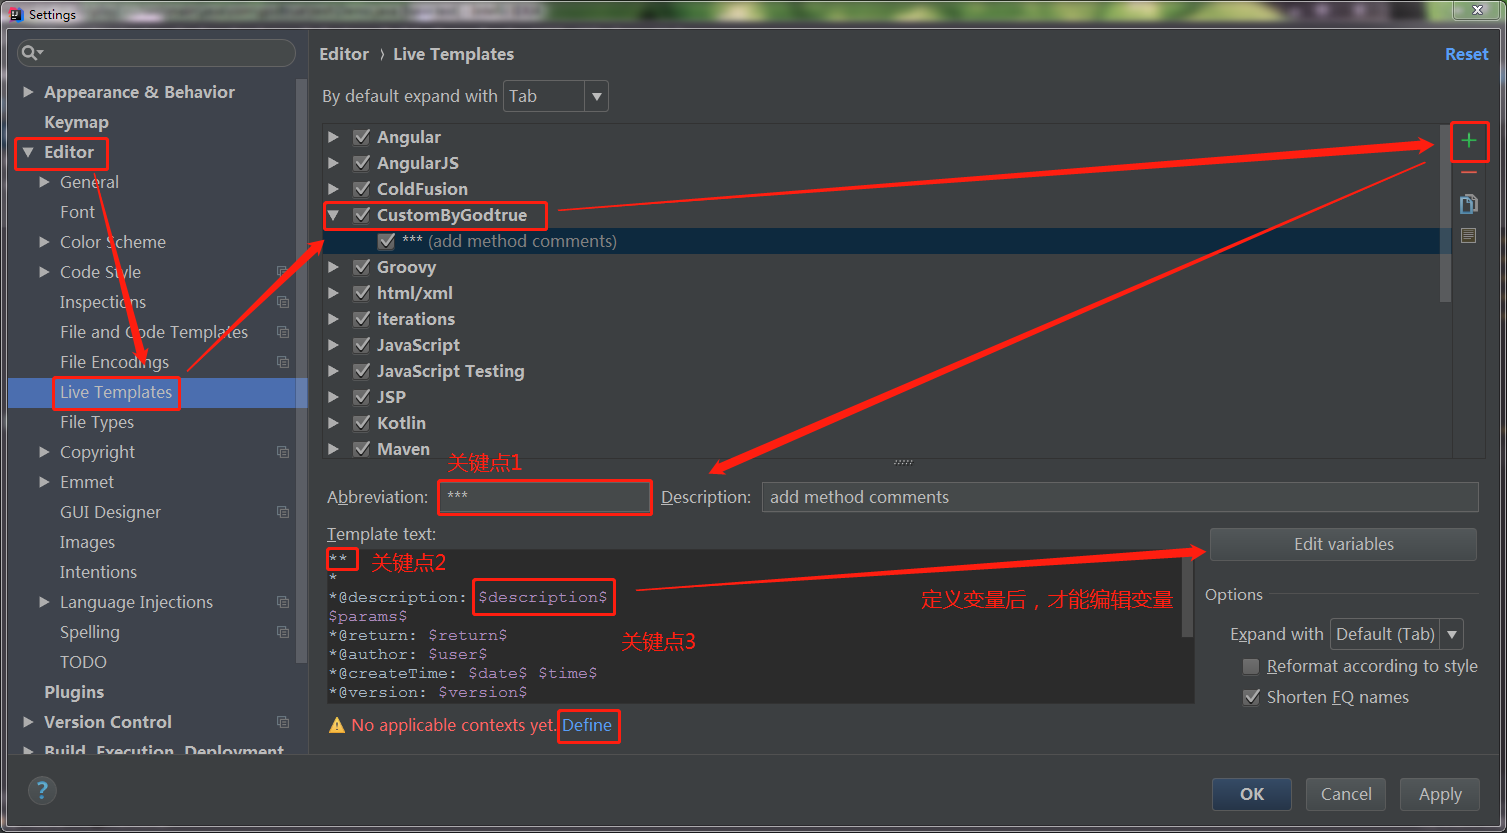 Settings
Editor › Live Templates
Reset
By default expand with Tab
Appearance & Behavior
Keymap
Editor
General
Font
Color Scheme
Code Style
Inspections
File and Code Templates
File Encodings
Live Templates
File Types
Copyright
Emmet
GUI Designer
Images
Intentions
Language Injections
Spelling
TODO
Plugins
Version Control
Build, Execution, Deployment
Angular
AngularJS
ColdFusion
CustomByGodtrue
*** (add method comments)
Groovy
html/xml
iterations
JavaScript
JavaScript Testing
JSP
Kotlin
Maven
关键点1
Abbreviation: ***
Description: add method comments
Template text:
** 关键点2
*
*@description: $description$
$params$
*@return: $return$
*@author: $user$
*@createTime: $date$ $time$
*@version: $version$
关键点3
定义变量后，才能编辑变量
Edit variables
Options
Expand with Default (Tab)
Reformat according to style
Shorten FQ names
No applicable contexts yet. Define
?
OK
Cancel
Apply